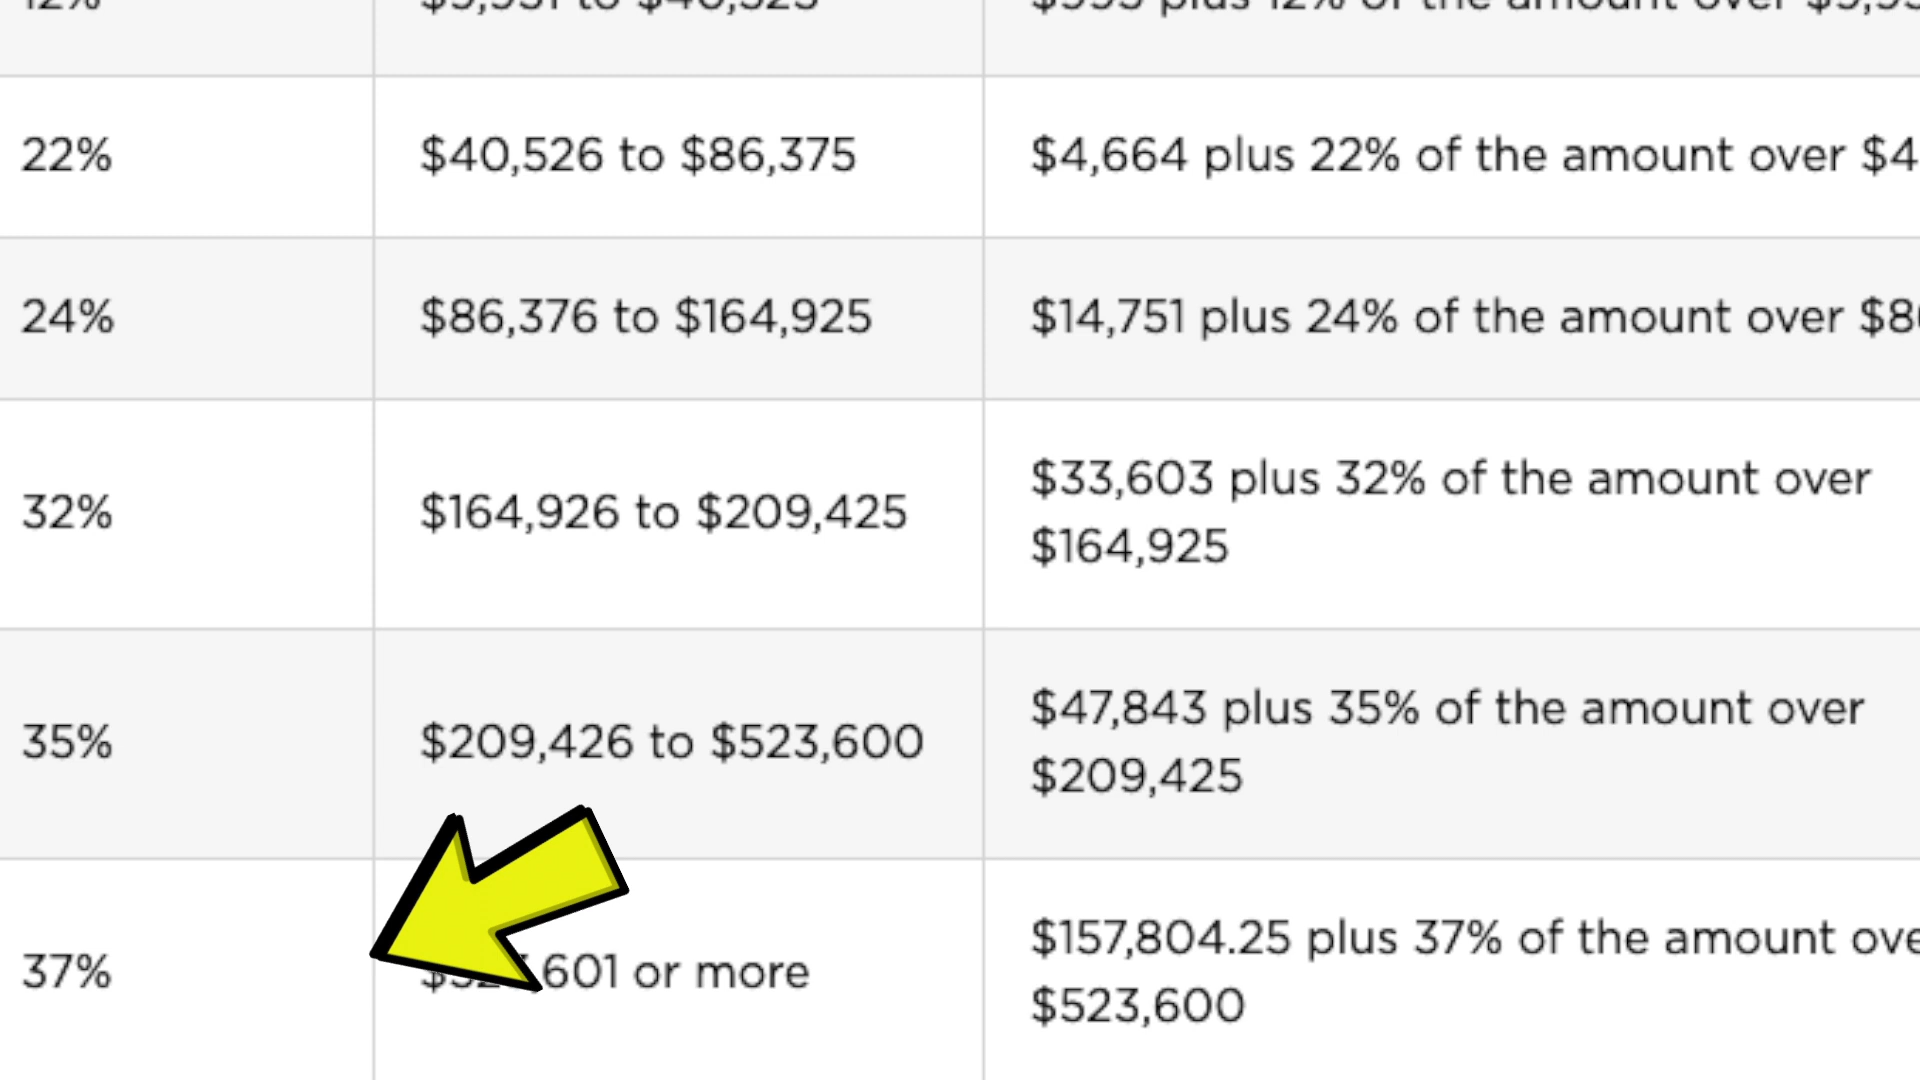 22%
$40,526 to $86,375
$4,664 plus 22% of the amount over $4
24%
$86,376 to $164,925
$14,751 plus 24% of the amount over
32%
$164,926 to $209,425
$33,603 plus 32% of the amount over
$164,925
35%
$209,426 to $523,600
$47,843 plus 35% of the amount over
$209,425
37%
601 or more
$157,804.25 plus 37% of the amount
$523,600